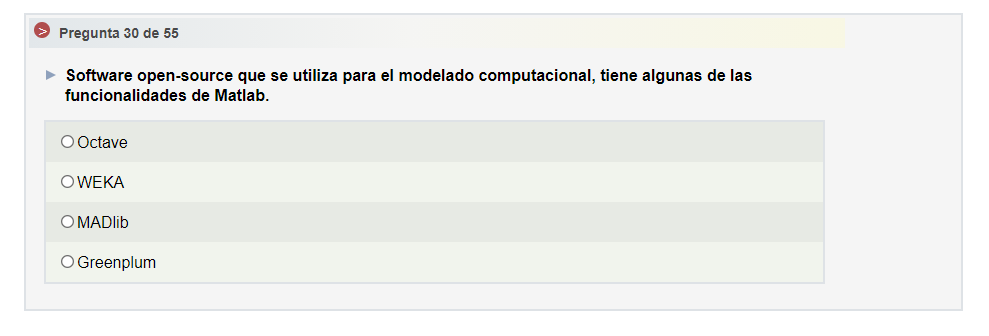 Pregunta 30 de 55
Software open-source que se utiliza para el modelado computacional, tiene algunas de las
funcionalidades de Matlab.
Octave
WEKA
MADlib
Greenplum